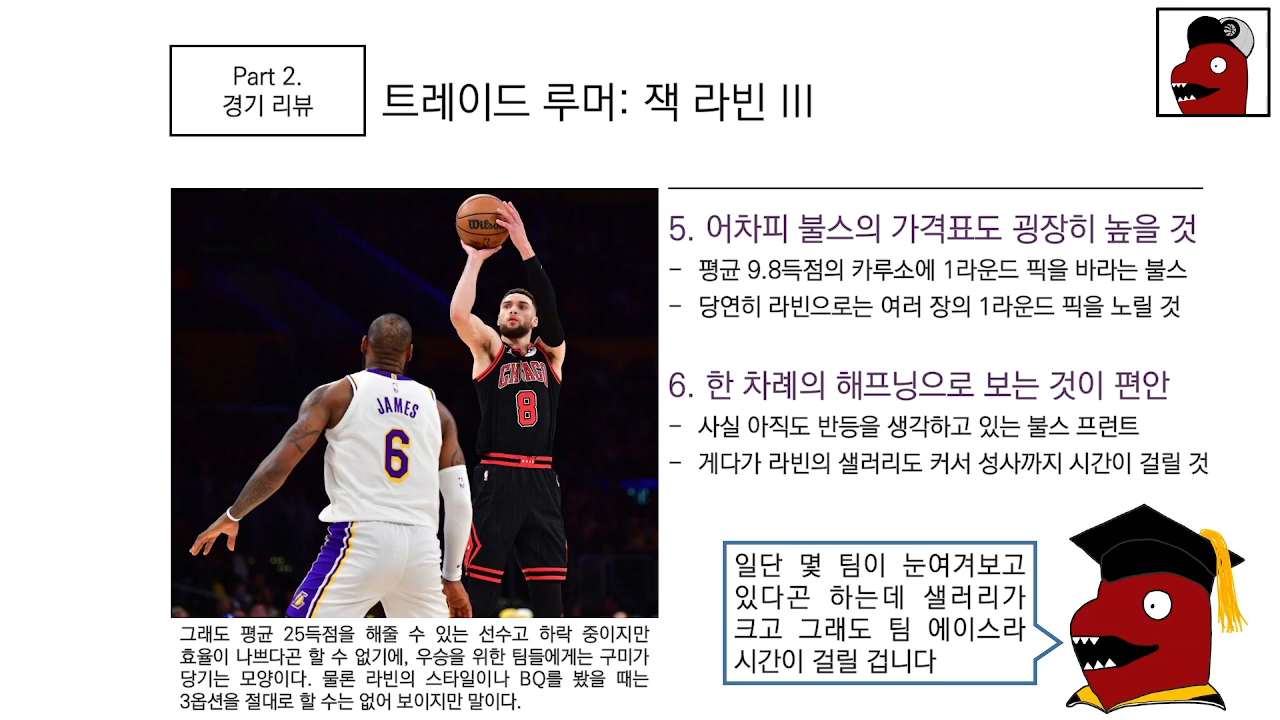 Part 2.
경기 리뷰
트레이드 루머: 잭 라빈 III
Wilson
CHICAGO
8
JAMES
6
5. 어차피 불스의 가격표도 굉장히 높을 것
- 평균 9.8득점의 카루소에 1라운드 픽을 바라는 불스
- 당연히 라빈으로는 여러 장의 1라운드 픽을 노릴 것
6. 한 차례의 해프닝으로 보는 것이 편안
- 사실 아직도 반등을 생각하고 있는 불스 프런트
- 게다가 라빈의 샐러리도 커서 성사까지 시간이 걸릴 것
그래도 평균 25득점을 해줄 수 있는 선수고 하락 중이지만
효율이 나쁘다곤 할 수 없기에, 우승을 위한 팀들에게는 구미가
당기는 모양이다. 물론 라빈의 스타일이나 BQ를 봤을 때는
3옵션을 절대로 할 수는 없어 보이지만 말이다.
일단 몇 팀이 눈여겨보고
있다곤 하는데 샐러리가
크고 그래도 팀 에이스라
시간이 걸릴 겁니다